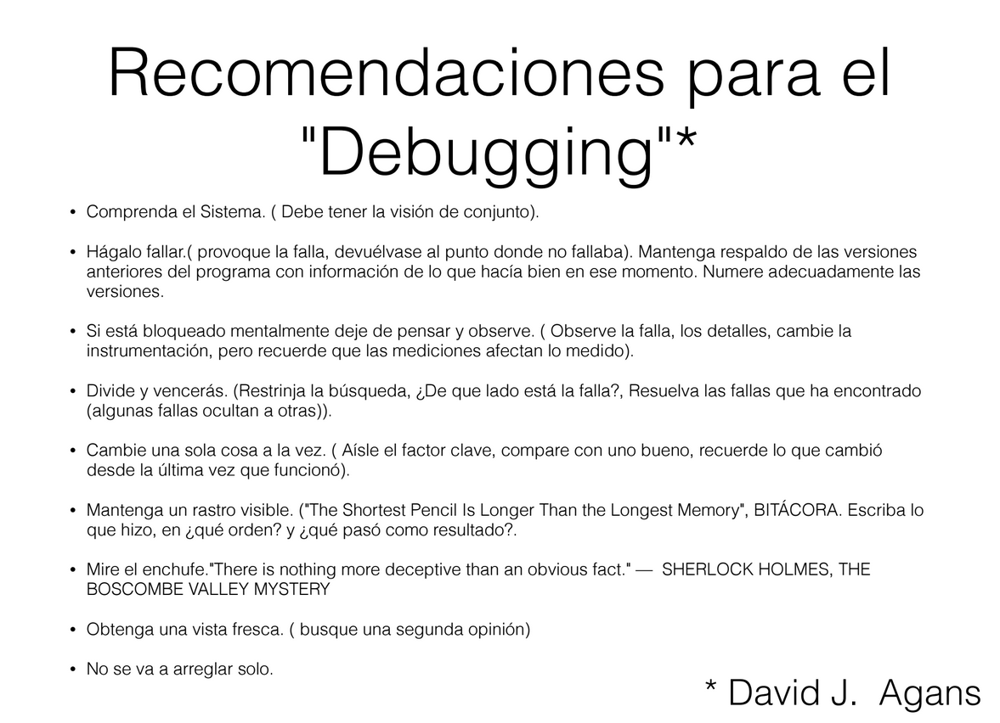 Recomendaciones para el
"Debugging"*
• Comprenda el Sistema. ( Debe tener la visión de conjunto).
• Hágalo fallar.( provoque la falla, devuélvase al punto donde no fallaba). Mantenga respaldo de las versiones
anteriores del programa con información de lo que hacía bien en ese momento. Numere adecuadamente las
versiones.
• Si está bloqueado mentalmente deje de pensar y observe. ( Observe la falla, los detalles, cambie la
instrumentación, pero recuerde que las mediciones afectan lo medido).
• Divide y vencerás. (Restrinja la búsqueda, ¿De que lado está la falla?, Resuelva las fallas que ha encontrado
(algunas fallas ocultan a otras)).
• Cambie una sola cosa a la vez. ( Aísle el factor clave, compare con uno bueno, recuerde lo que cambió
desde la última vez que funcionó).
• Mantenga un rastro visible. ("The Shortest Pencil Is Longer Than the Longest Memory", BITÁCORA. Escriba lo
que hizo, en ¿qué orden? y ¿qué pasó como resultado?.
• Mire el enchufe."There is nothing more deceptive than an obvious fact." — SHERLOCK HOLMES, THE
BOSCOMBE VALLEY MYSTERY
• Obtenga una vista fresca. ( busque una segunda opinión)
• No se va a arreglar solo.
* David J. Agans